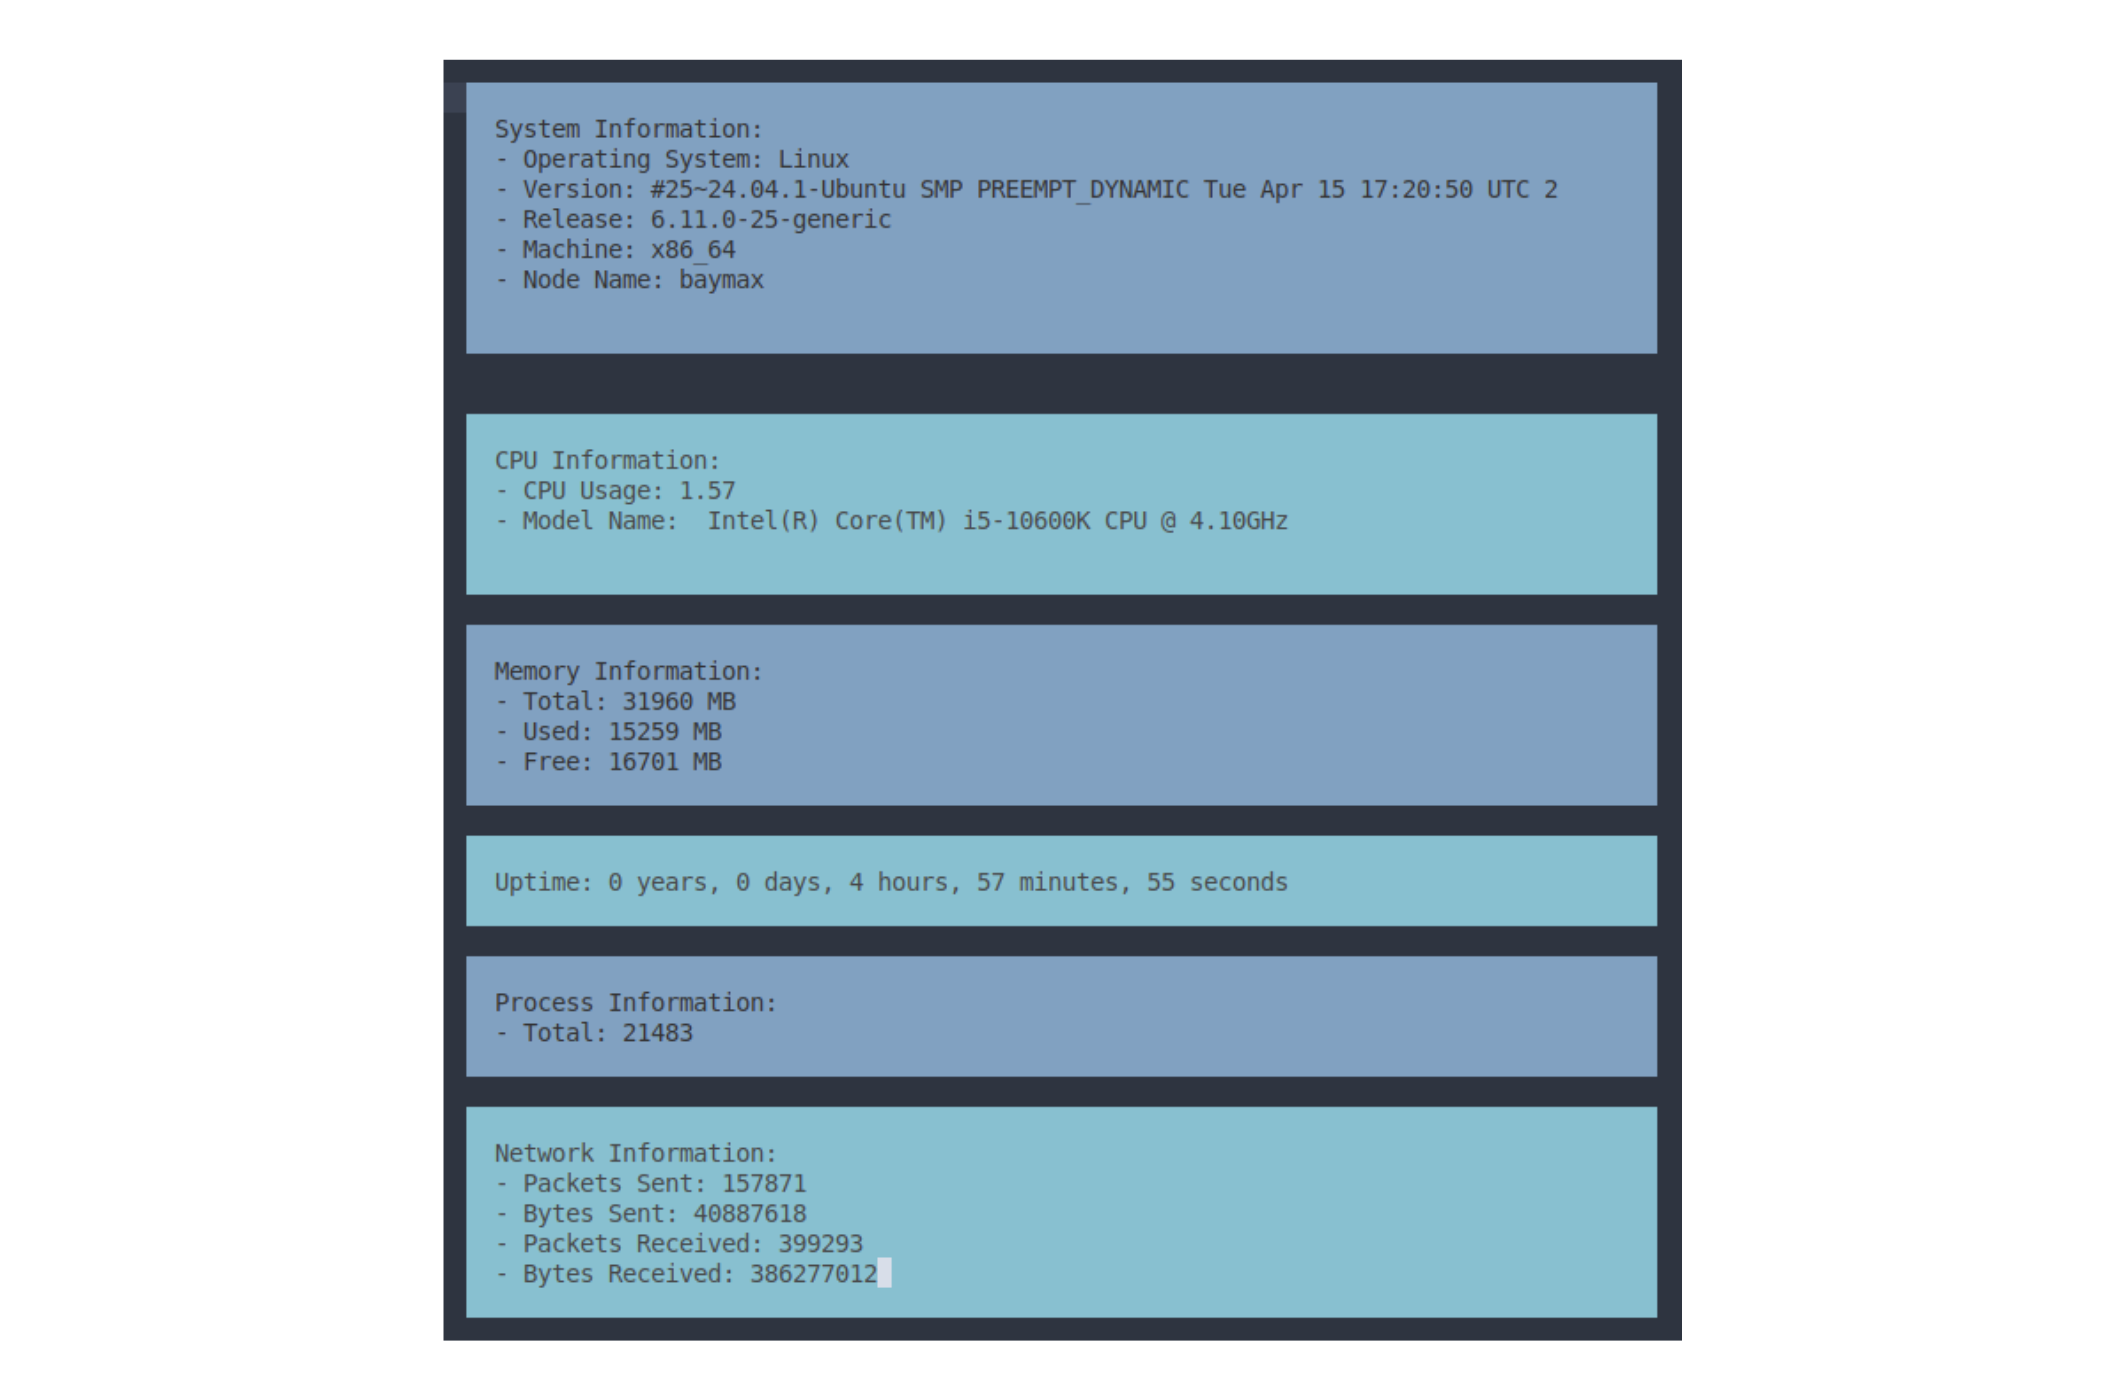 System Information:
- Operating System: Linux
- Version: #25~24.04.1-Ubuntu SMP PREEMPT_DYNAMIC Tue Apr 15 17:20:50 UTC 2
- Release: 6.11.0-25-generic
- Machine: x86_64
- Node Name: baymax
CPU Information:
- CPU Usage: 1.57
- Model Name:  Intel(R) Core(TM) i5-10600K CPU @ 4.10GHz
Memory Information:
- Total: 31960 MB
- Used: 15259 MB
- Free: 16701 MB
Uptime: 0 years, 0 days, 4 hours, 57 minutes, 55 seconds
Process Information:
- Total: 21483
Network Information:
- Packets Sent: 157871
- Bytes Sent: 40887618
- Packets Received: 399293
- Bytes Received: 386277012